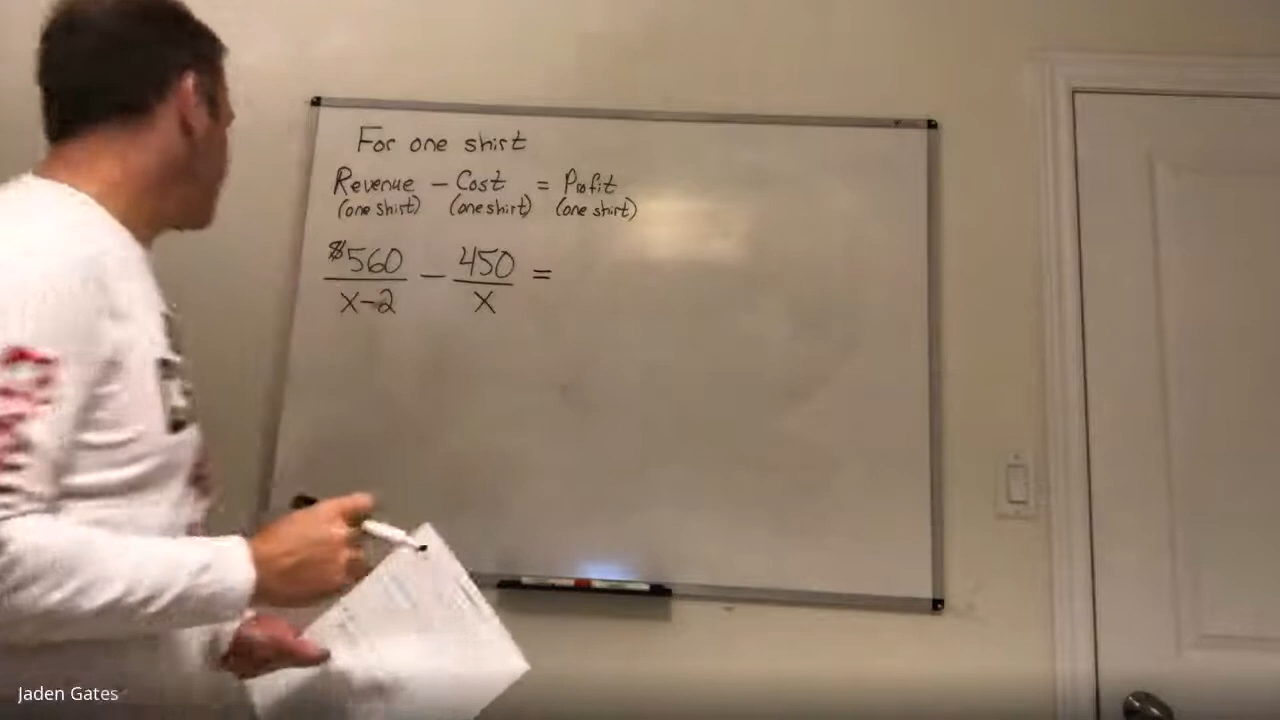 For one shirt
Revenue - Cost = Profit
(one shirt) (one shirt) (one shirt)
$560 / x-2 - 450 / x =
Jaden Gates